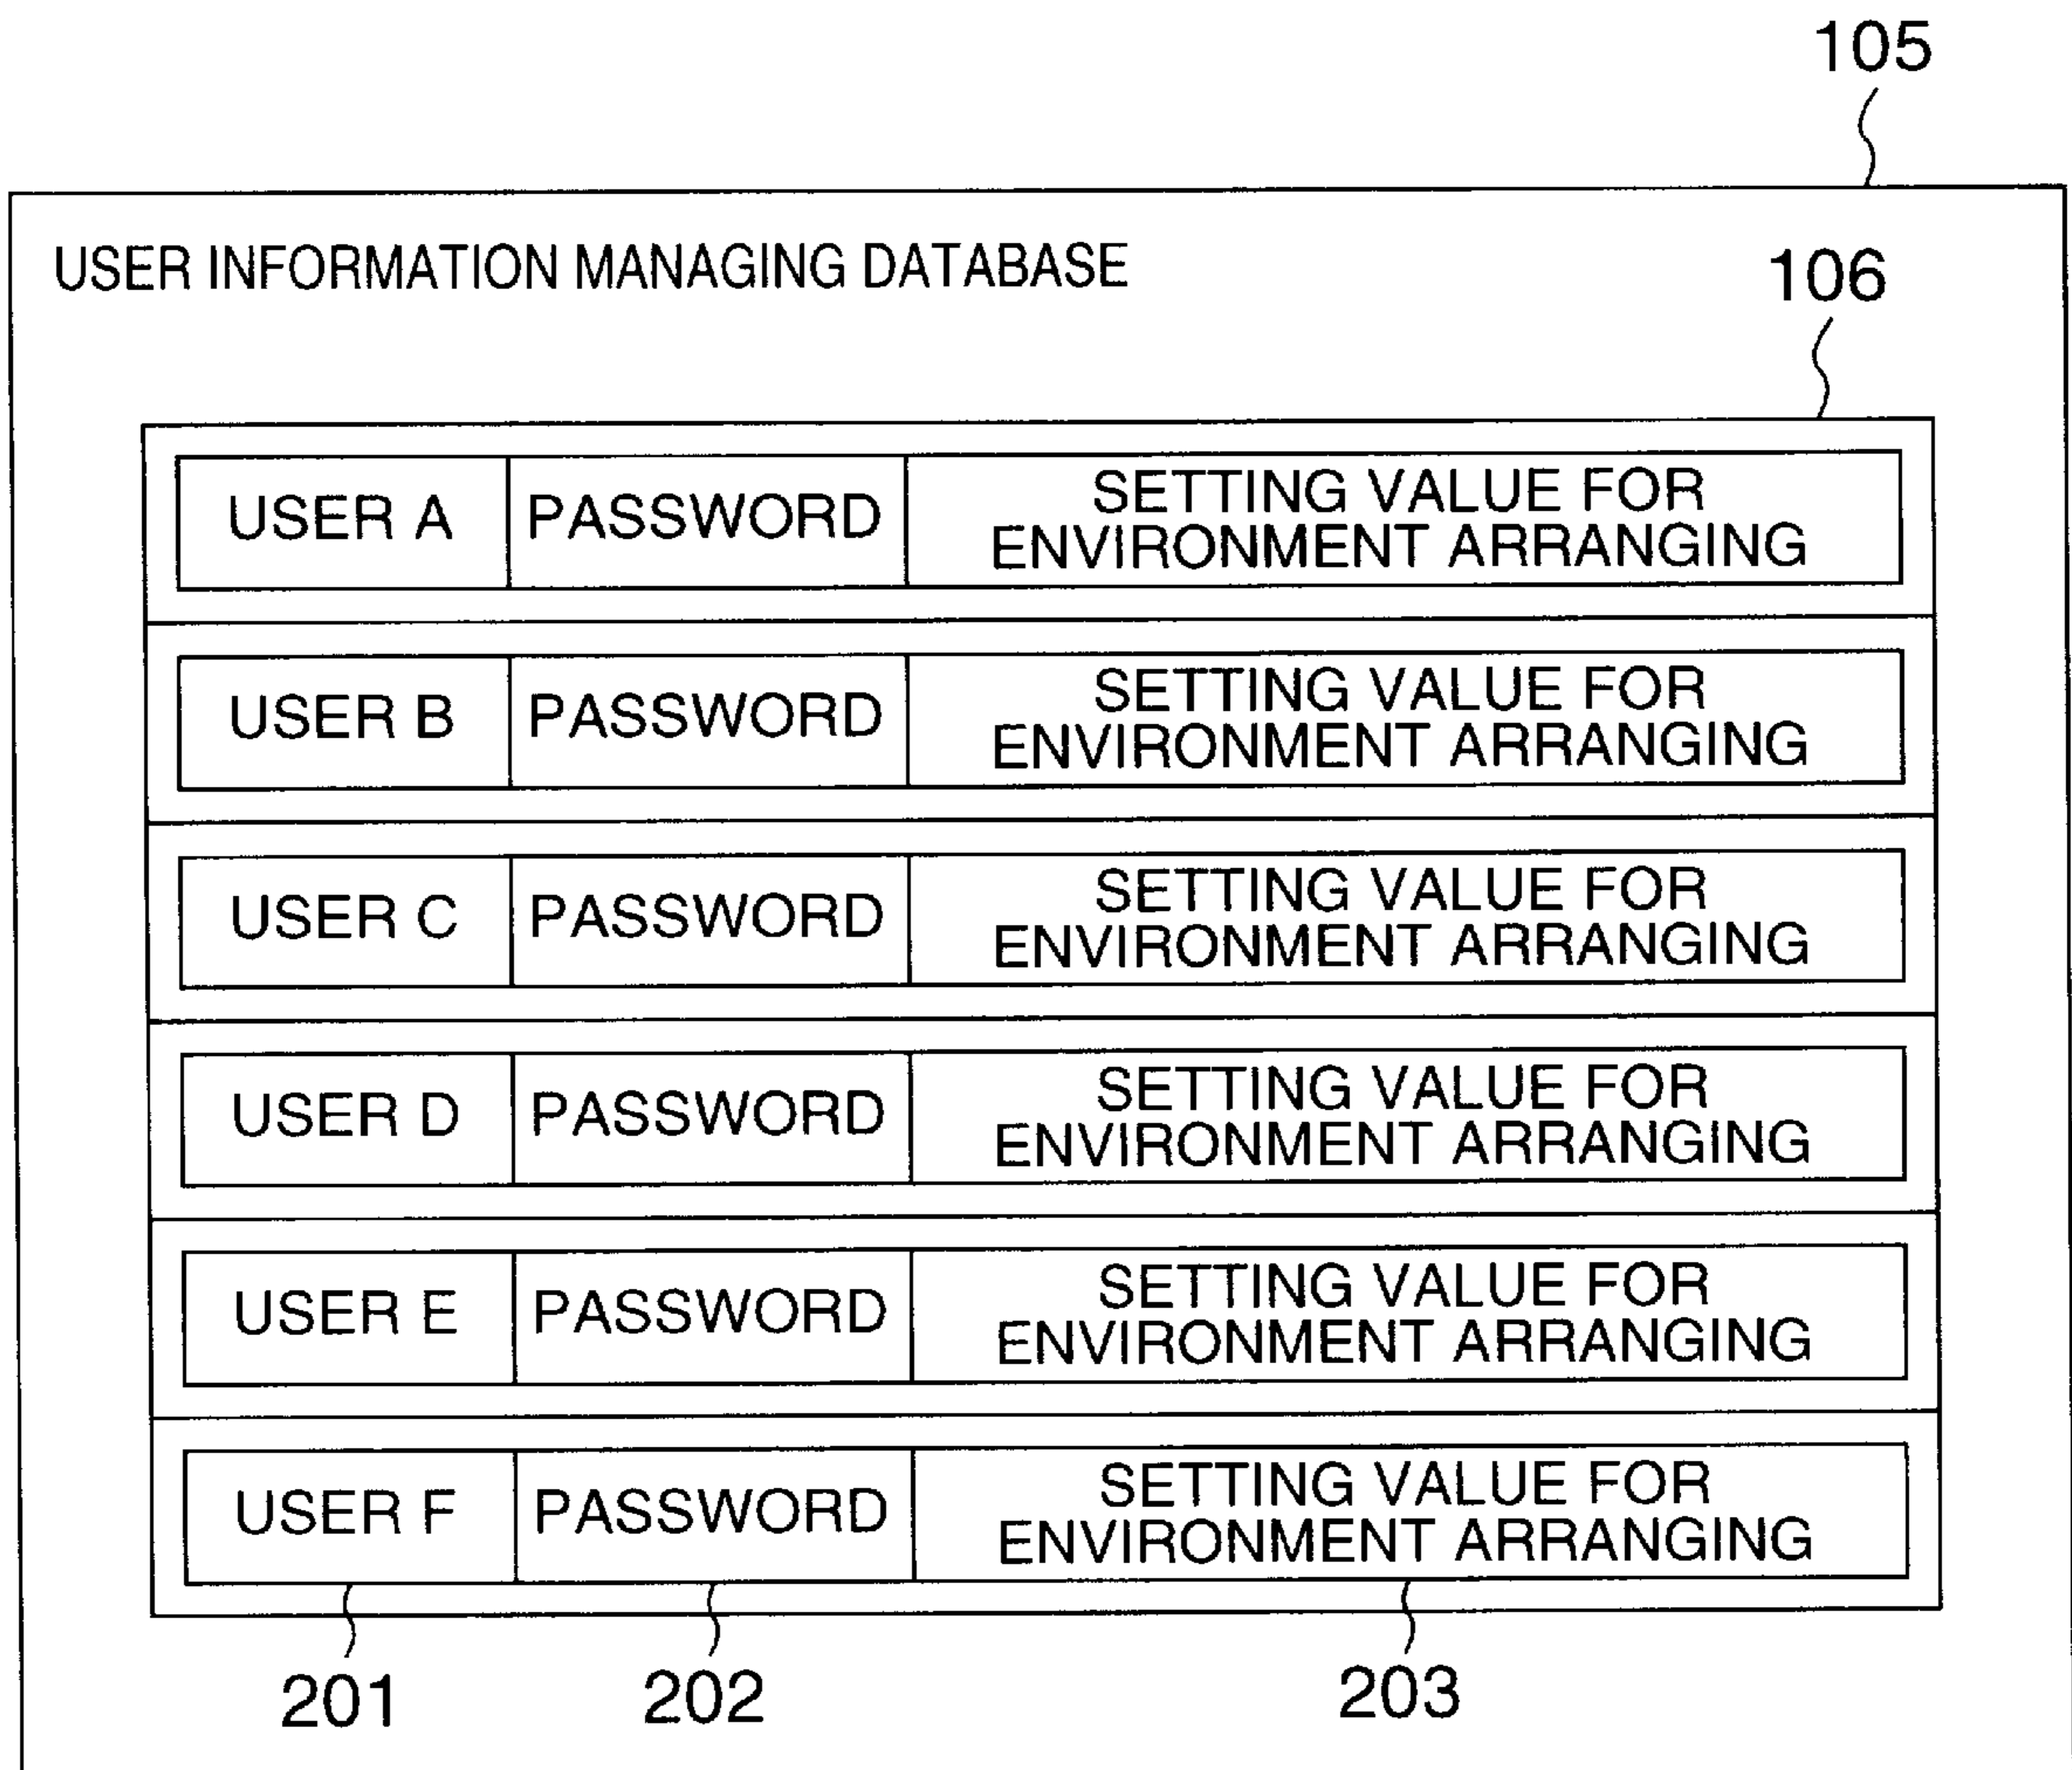 105
USER INFORMATION MANAGING DATABASE
106
USER A PASSWORD SETTING VALUE FOR
ENVIRONMENT ARRANGING
USER B PASSWORD SETTING VALUE FOR
ENVIRONMENT ARRANGING
USER C PASSWORD SETTING VALUE FOR
ENVIRONMENT ARRANGING
USER D PASSWORD SETTING VALUE FOR
ENVIRONMENT ARRANGING
USER E PASSWORD SETTING VALUE FOR
ENVIRONMENT ARRANGING
USER F PASSWORD SETTING VALUE FOR
ENVIRONMENT ARRANGING
201 202 203